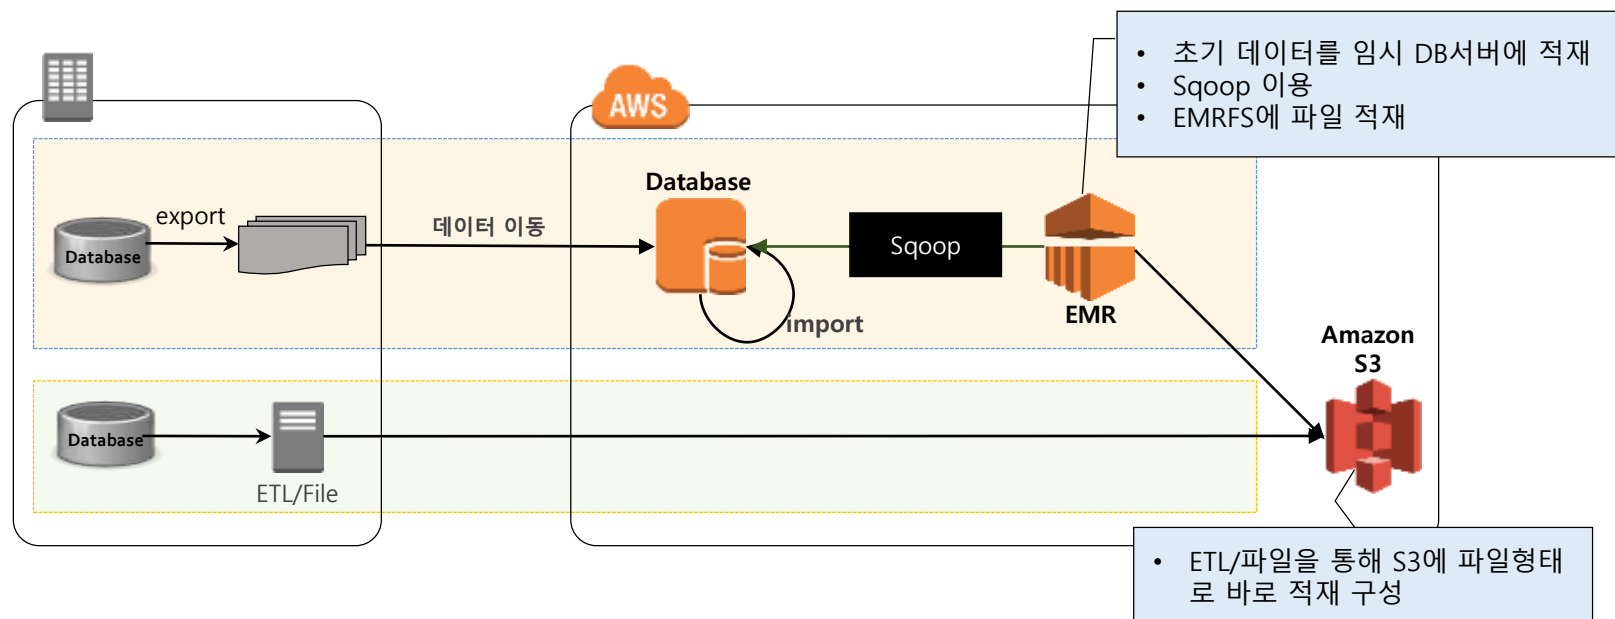 • 초기 데이터를 임시 DB서버에 적재
• Sqoop 이용
• EMRFS에 파일 적재
AWS
Database
export
데이터 이동
Database
Sqoop
import
EMR
Amazon
S3
Database
ETL/File
• ETL/파일을 통해 S3에 파일형태
로 바로 적재 구성